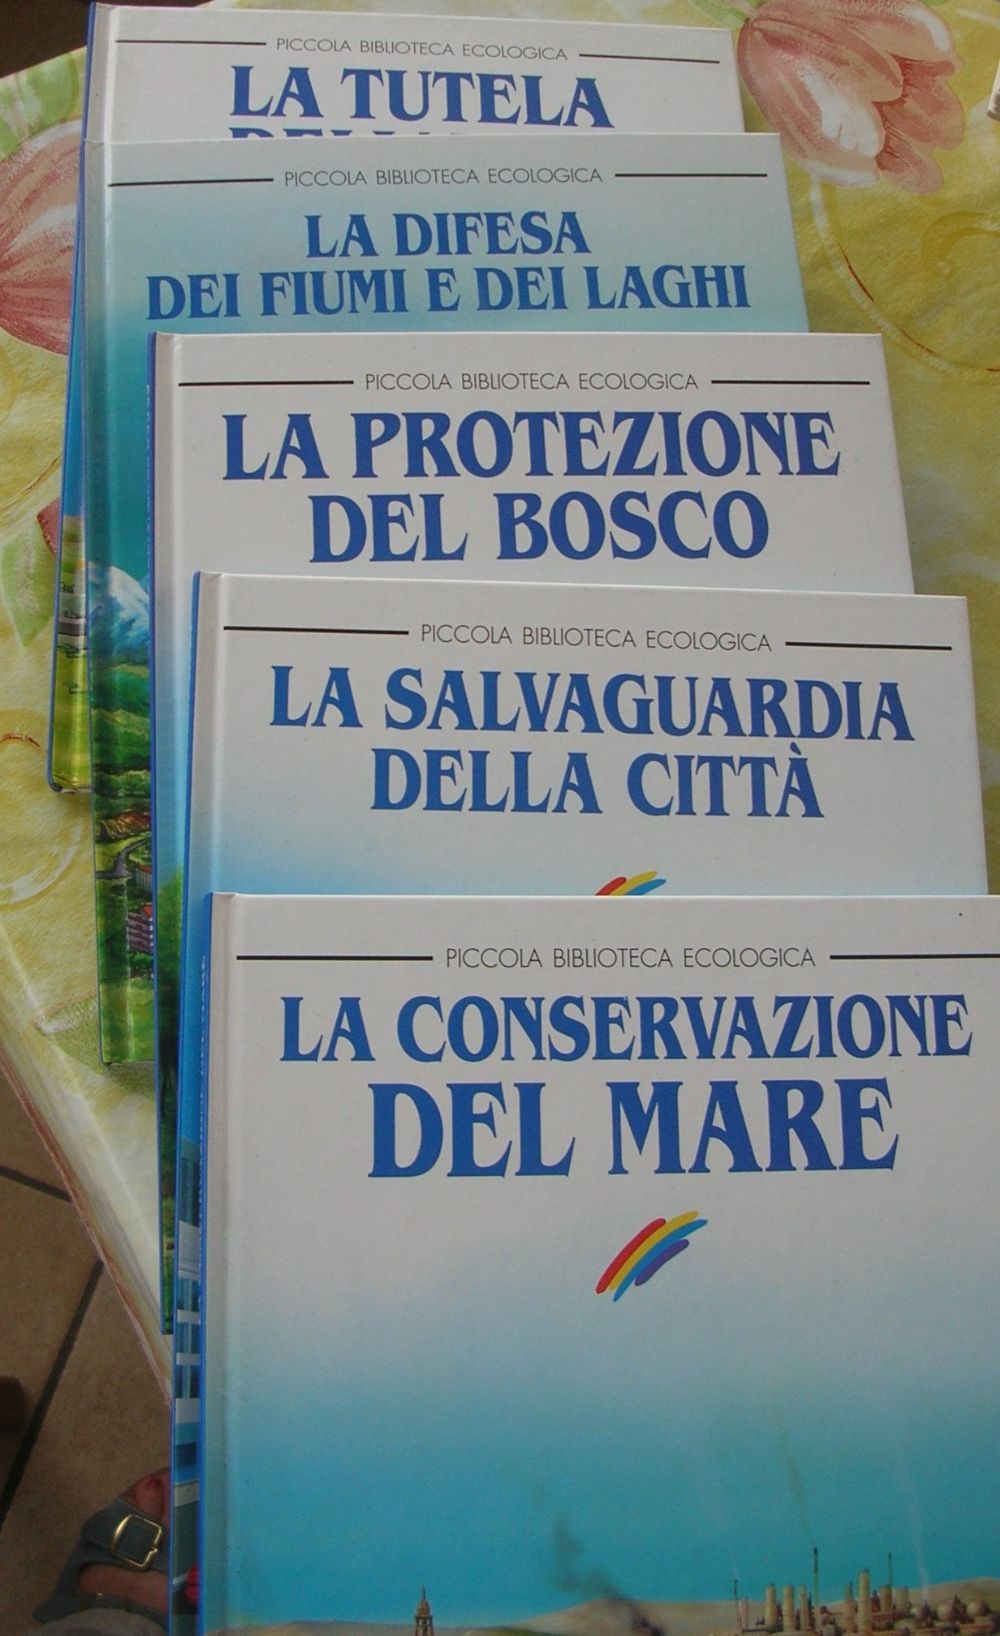 PICCOLA BIBLIOTECA ECOLOGICA
LA TUTELA
PICCOLA BIBLIOTECA ECOLOGICA
LA DIFESA
DEI FIUMI E DEI LAGHI
PICCOLA BIBLIOTECA ECOLOGICA
LA PROTEZIONE
DEL BOSCO
PICCOLA BIBLIOTECA ECOLOGICA
LA SALVAGUARDIA
DELLA CITTÀ
PICCOLA BIBLIOTECA ECOLOGICA
LA CONSERVAZIONE
DEL MARE